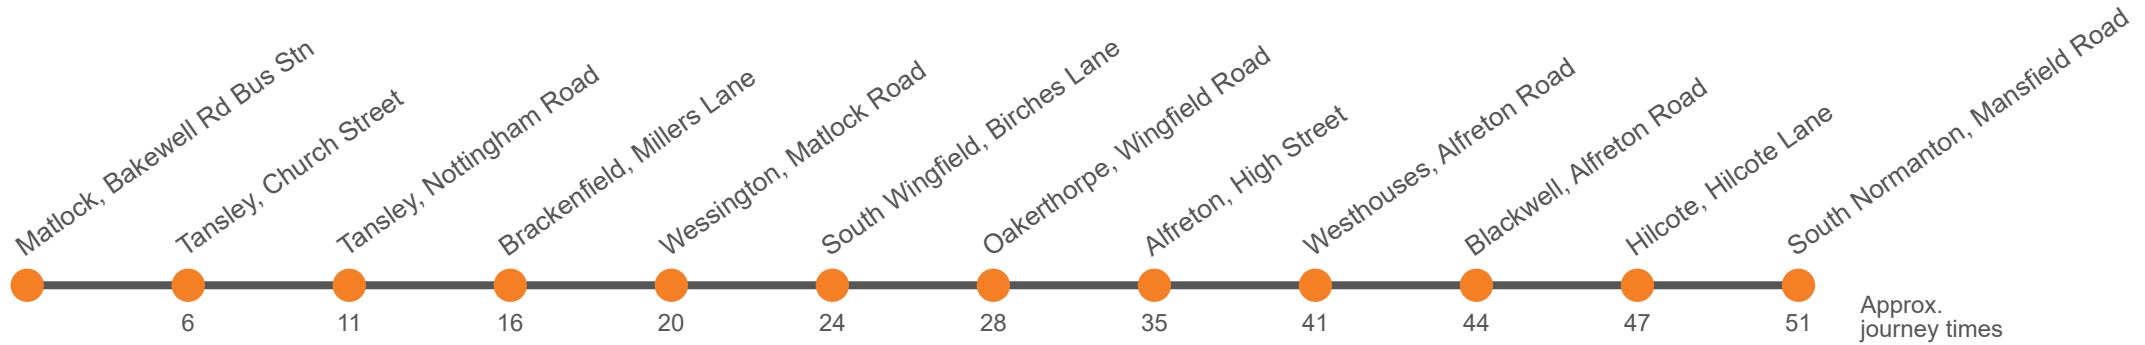 Matlock, Bakewell Rd Bus Stn
Tansley, Church Street
Tansley, Nottingham Road
Brackenfield, Millers Lane
Wessington, Matlock Road
South Wingfield, Birches Lane
Oakerthorpe, Wingfield Road
Alfreton, High Street
Westhouses, Alfreton Road
Blackwell, Alfreton Road
Hilcote, Hilcote Lane
South Normanton, Mansfield Road
6 11 16 20 24 28 35 41 44 47 51
Approx.
journey times